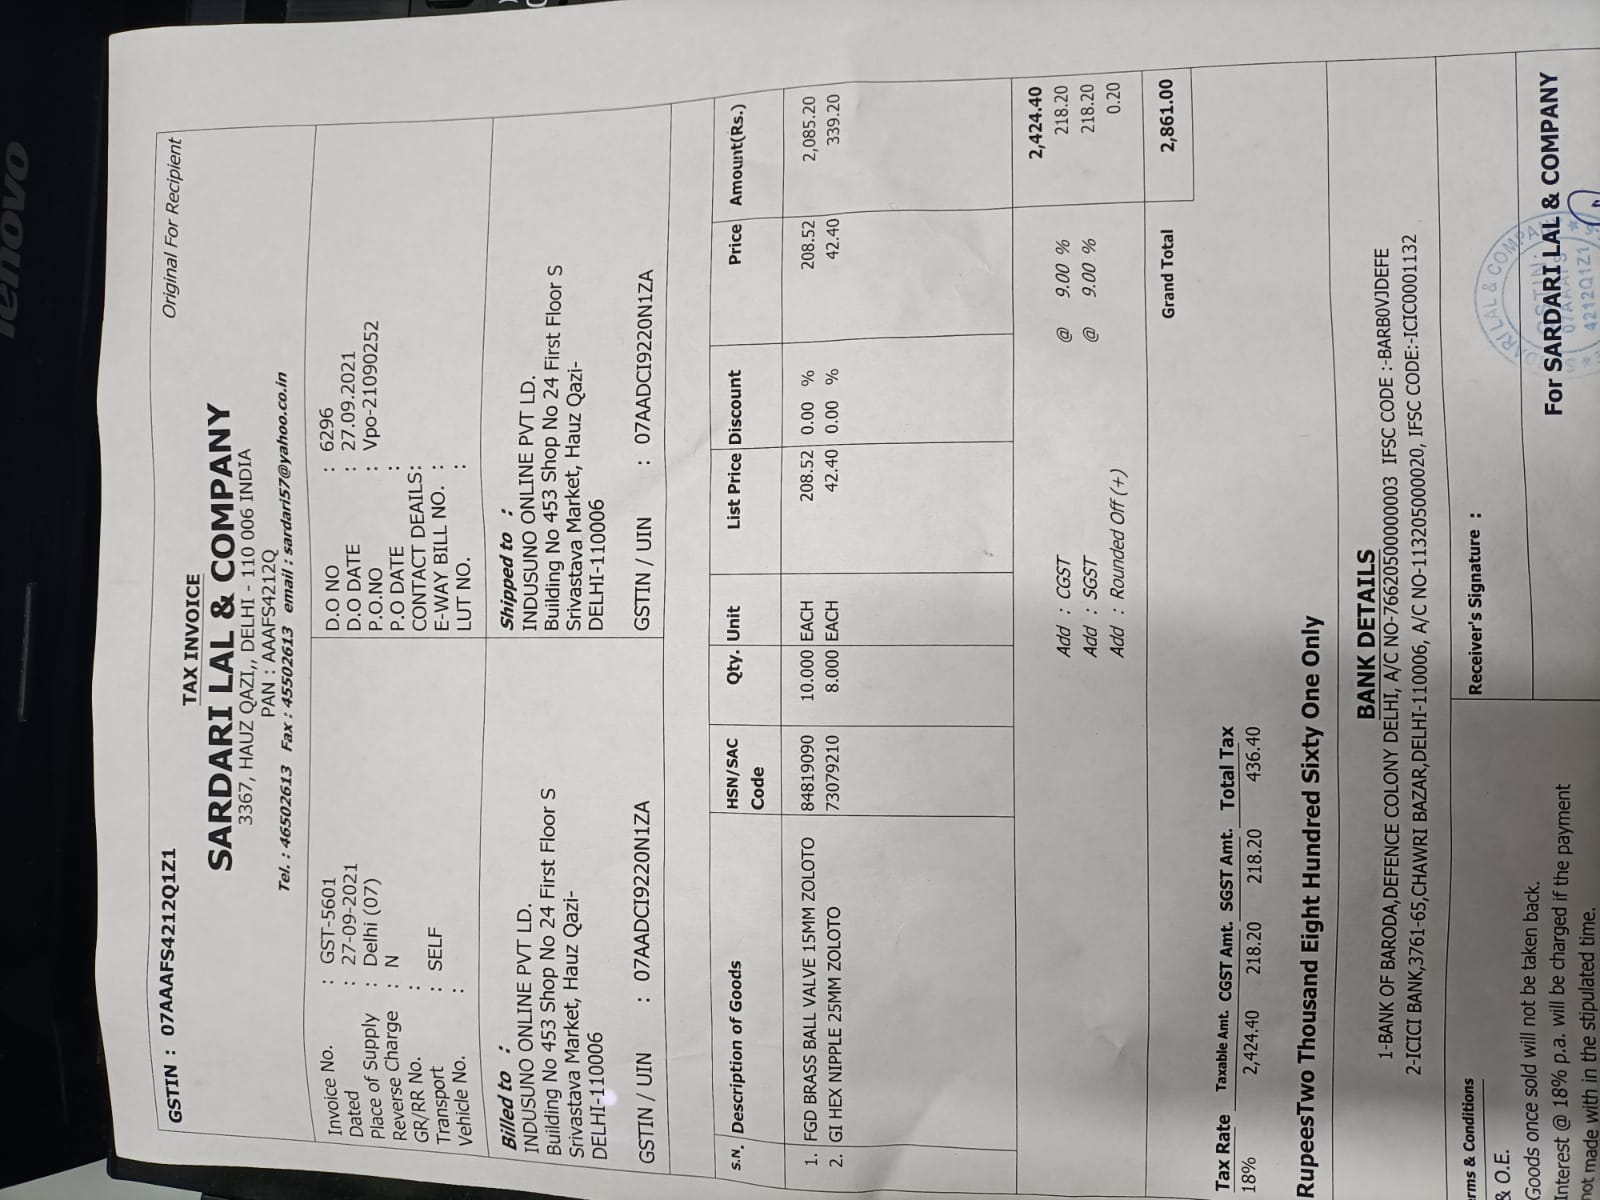 lenovo
GSTIN : 07AAAFS4212Q1Z1 Original For Recipient
TAX INVOICE
SARDARI LAL & COMPANY
3367, HAUZ QAZI,, DELHI - 110 006 INDIA
PAN : AAAFS4212Q
Tel. : 46502613 Fax : 45502613 email : sardari57@yahoo.co.in
Invoice No. : GST-5601 D.O NO : 6296
Dated : 27-09-2021 D.O DATE : 27.09.2021
Place of Supply : Delhi (07) P.O.NO : Vpo-21090252
Reverse Charge : N P.O DATE :
GR/RR No. : CONTACT DEAILS:
Transport : SELF E-WAY BILL NO. :
Vehicle No. : LUT NO. :
Billed to : Shipped to :
INDUSUNO ONLINE PVT LD. INDUSUNO ONLINE PVT LD.
Building No 453 Shop No 24 First Floor S Building No 453 Shop No 24 First Floor S
Srivastava Market, Hauz Qazi- Srivastava Market, Hauz Qazi-
DELHI-110006 DELHI-110006
GSTIN / UIN : 07AADCI9220N1ZA GSTIN / UIN : 07AADCI9220N1ZA
S.N. Description of Goods HSN/SAC Code Qty. Unit List Price Discount Price Amount(Rs.)
1. FGD BRASS BALL VALVE 15MM ZOLOTO 84819090 10.000 EACH 208.52 0.00 % 208.52 2,085.20
2. GI HEX NIPPLE 25MM ZOLOTO 73079210 8.000 EACH 42.40 0.00 % 42.40 339.20
2,424.40
Add : CGST @ 9.00 % 218.20
Add : SGST @ 9.00 % 218.20
Add : Rounded Off (+) 0.20
Grand Total 2,861.00
Tax Rate Taxable Amt. CGST Amt. SGST Amt. Total Tax
18% 2,424.40 218.20 218.20 436.40
RupeesTwo Thousand Eight Hundred Sixty One Only
BANK DETAILS
1-BANK OF BARODA,DEFENCE COLONY DELHI, A/C NO-76620500000003 IFSC CODE :-BARB0VJDEFE
2-ICICI BANK,3761-65,CHAWRI BAZAR,DELHI-110006, A/C NO-113205000020, IFSC CODE:-ICIC0001132
rms & Conditions Receiver's Signature :
& O.E.
Goods once sold will not be taken back. For SARDARI LAL & COMPANY
Interest @ 18% p.a. will be charged if the payment
not made with in the stipulated time.